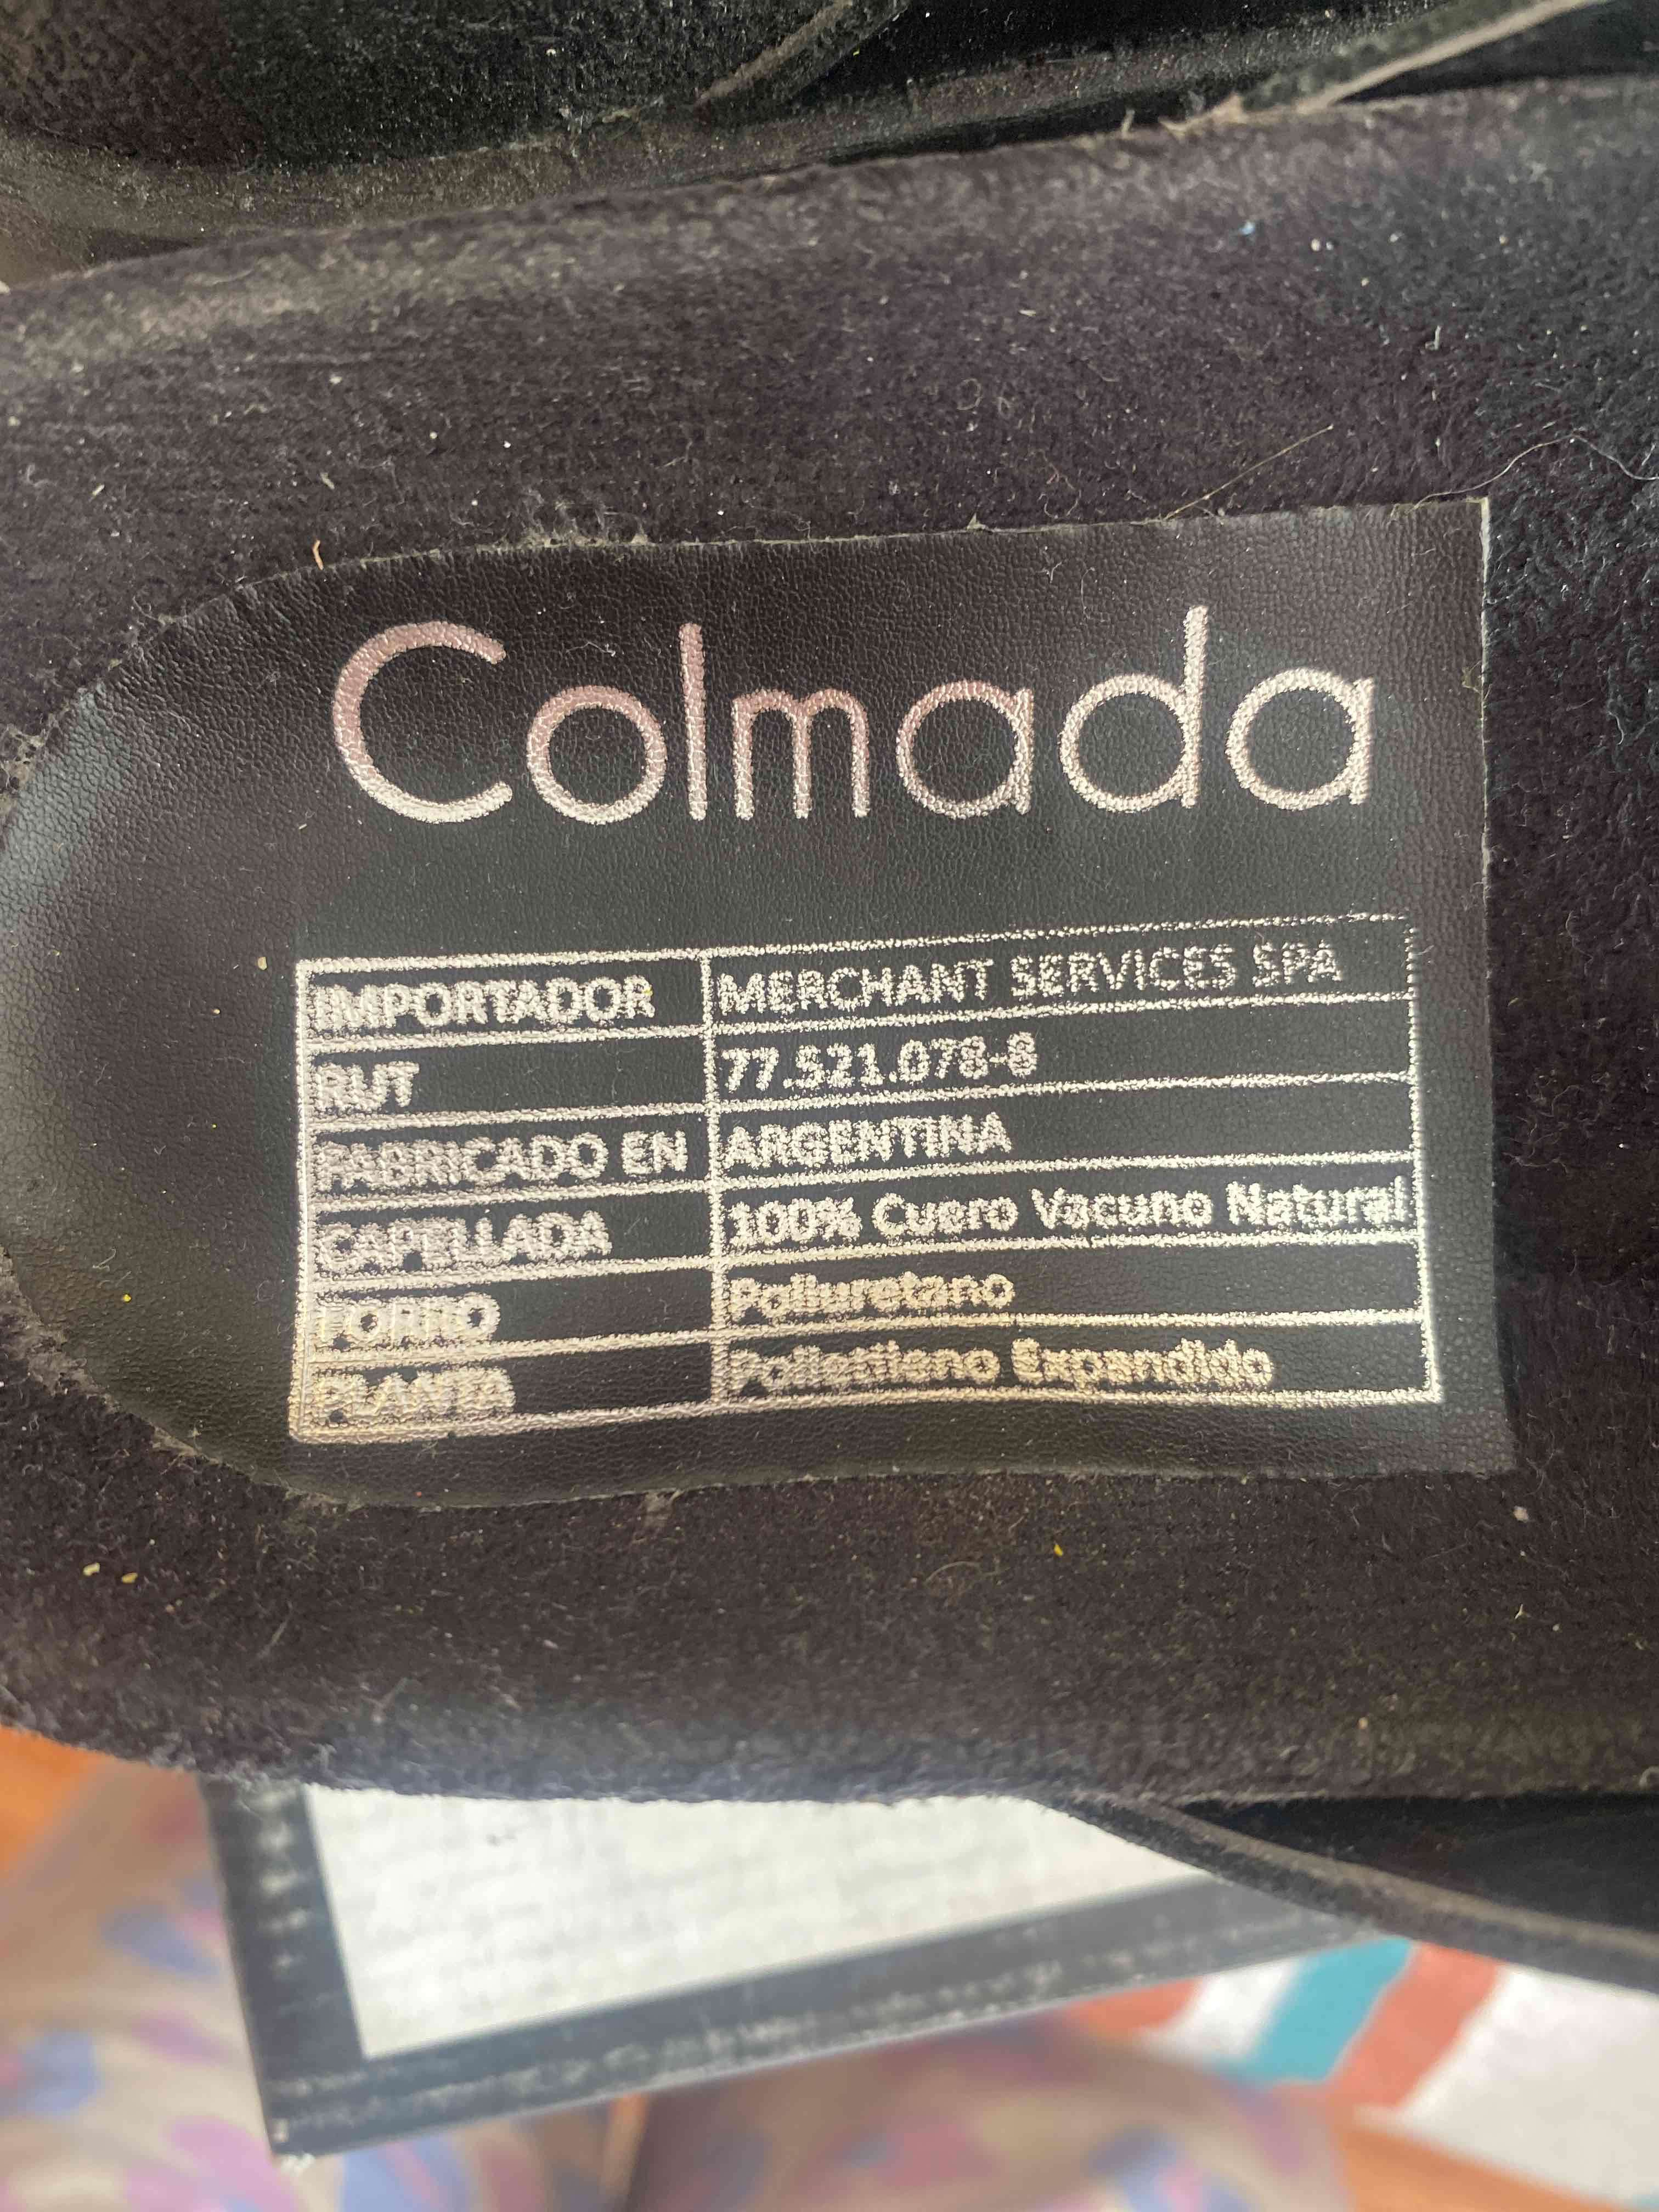 Colmada
IMPORTADOR MERCHANT SERVICES SPA
RUT 77.521.078-8
FABRICADO EN ARGENTINA
CAPELLADA 100% Cuero Vacuno Natural
FORRO Poliuretano
PLANTA Polietileno Expandido